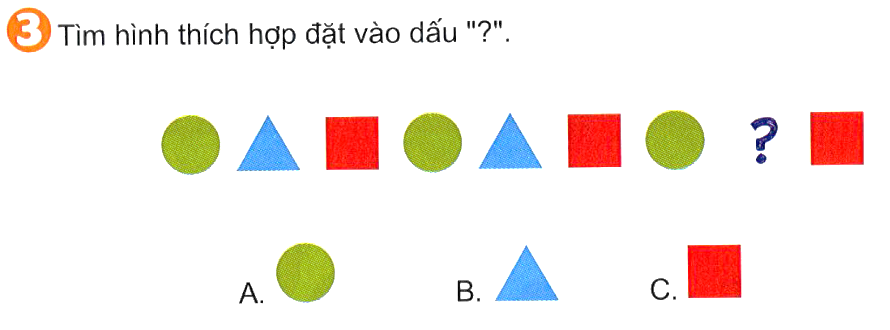 3 Tìm hình thích hợp đặt vào dấu "?".
?
A. B. C.